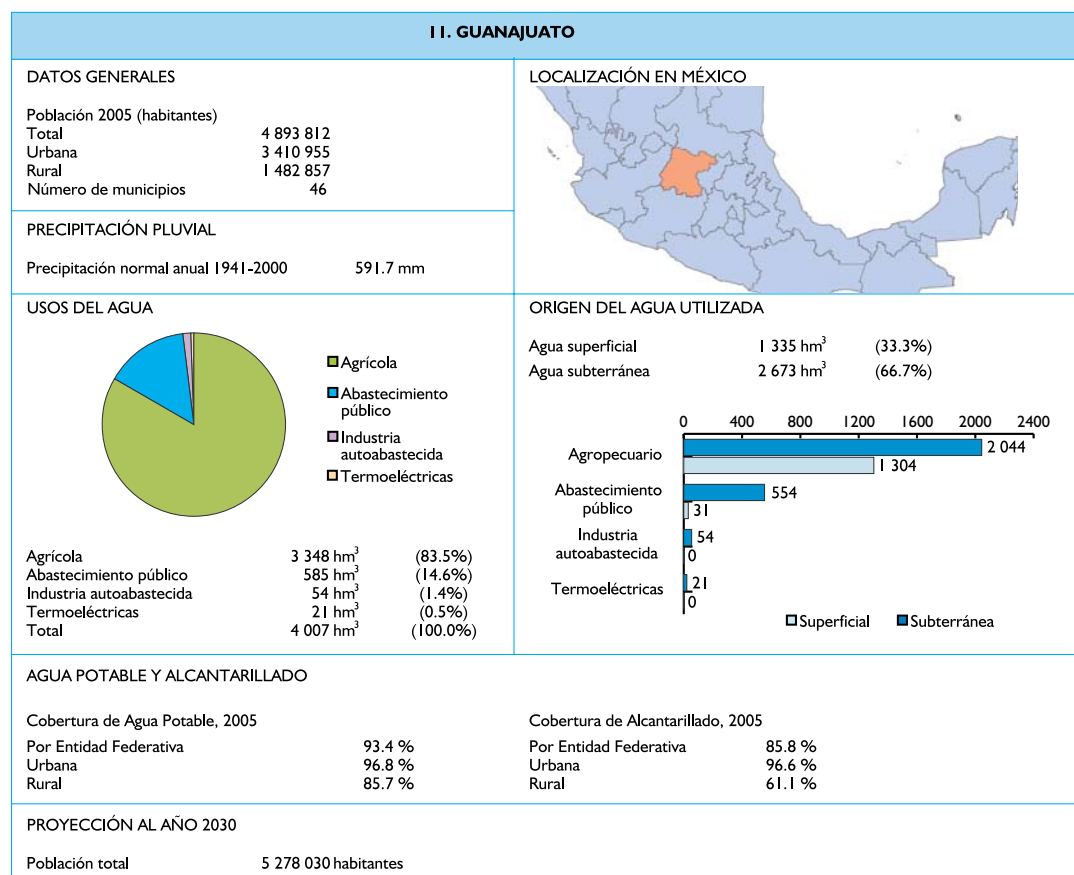 11. GUANAJUATO
DATOS GENERALES
Población 2005 (habitantes)
Total 4 893 812
Urbana 3 410 955
Rural 1 482 857
Número de municipios 46
LOCALIZACIÓN EN MÉXICO
PRECIPITACIÓN PLUVIAL
Precipitación normal anual 1941-2000 591.7 mm
USOS DEL AGUA
Agrícola
Abastecimiento
público
Industria
autoabastecida
Termoeléctricas
Agrícola 3 348 hm³ (83.5%)
Abastecimiento público 585 hm³ (14.6%)
Industria autoabastecida 54 hm³ (1.4%)
Termoeléctricas 21 hm³ (0.5%)
Total 4 007 hm³ (100.0%)
ORIGEN DEL AGUA UTILIZADA
Agua superficial 1 335 hm³ (33.3%)
Agua subterránea 2 673 hm³ (66.7%)
0 400 800 1200 1600 2000 2400
Agropecuario
2 044
1 304
Abastecimiento
público
554
31
Industria
autoabastecida
54
0
Termoeléctricas
21
0
Superficial Subterránea
AGUA POTABLE Y ALCANTARILLADO
Cobertura de Agua Potable, 2005
Por Entidad Federativa 93.4 %
Urbana 96.8 %
Rural 85.7 %
Cobertura de Alcantarillado, 2005
Por Entidad Federativa 85.8 %
Urbana 96.6 %
Rural 61.1 %
PROYECCIÓN AL AÑO 2030
Población total 5 278 030 habitantes